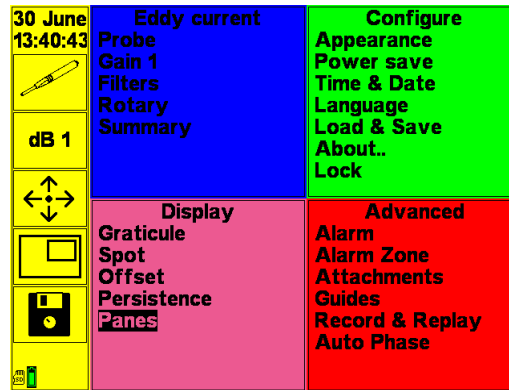 30 June
13:40:43
dB 1
Eddy current
Probe
Gain 1
Filters
Rotary
Summary
Configure
Appearance
Power save
Time & Date
Language
Load & Save
About..
Lock
Display
Graticule
Spot
Offset
Persistence
Panes
Advanced
Alarm
Alarm Zone
Attachments
Guides
Record & Replay
Auto Phase